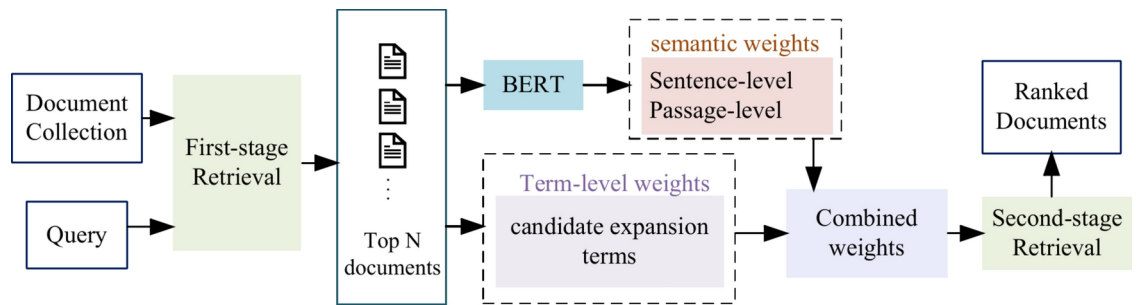 Document
Collection
Query
First-stage
Retrieval
Top N
documents
BERT
semantic weights
Sentence-level
Passage-level
Term-level weights
candidate expansion
terms
Combined
weights
Ranked
Documents
Second-stage
Retrieval